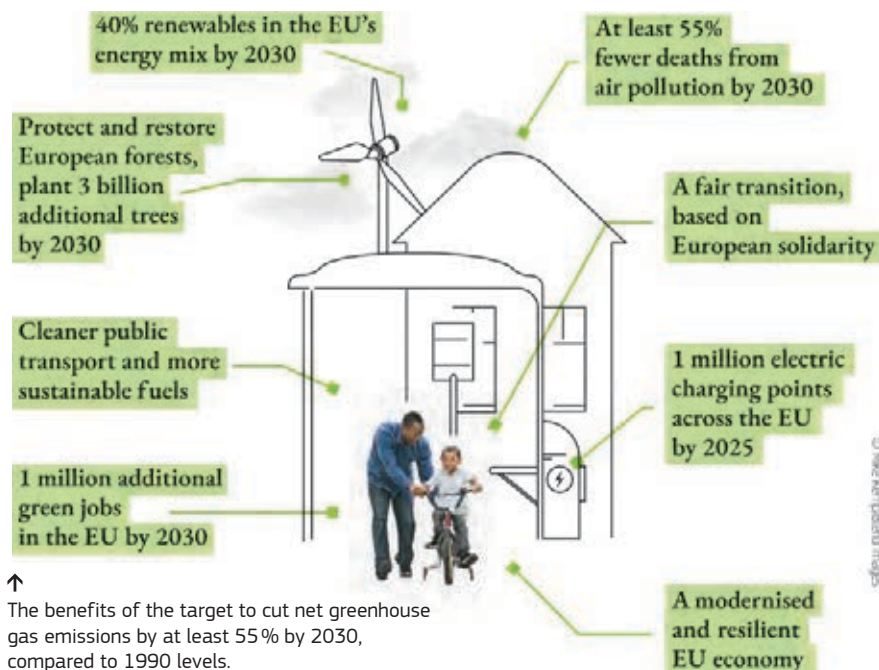 40% renewables in the EU's
energy mix by 2030
At least 55%
fewer deaths from
air pollution by 2030
Protect and restore
European forests,
plant 3 billion
additional trees
by 2030
A fair transition,
based on
European solidarity
Cleaner public
transport and more
sustainable fuels
1 million electric
charging points
across the EU
by 2025
1 million additional
green jobs
in the EU by 2030
A modernised
and resilient
EU economy
↑
The benefits of the target to cut net greenhouse
gas emissions by at least 55% by 2030,
compared to 1990 levels.